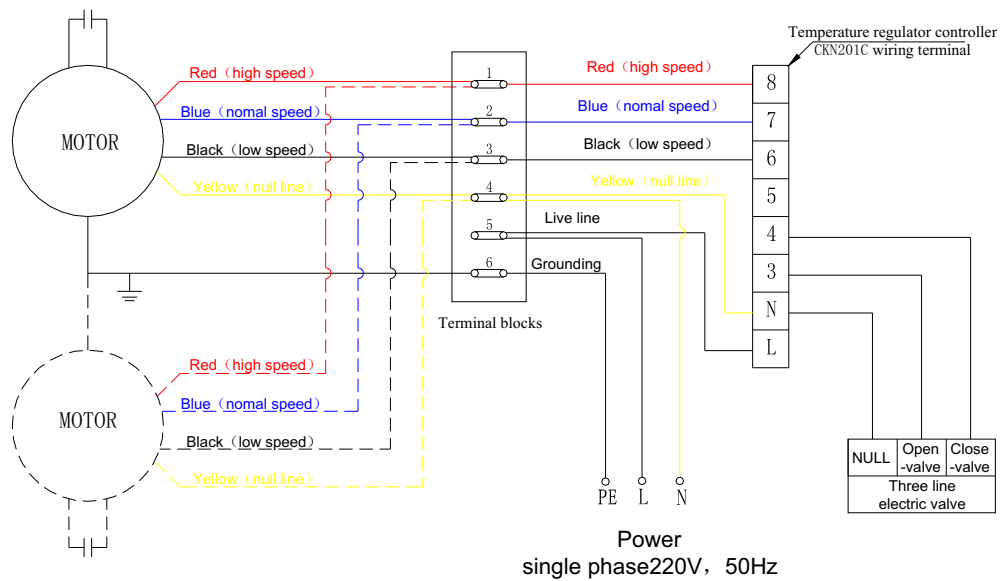 Temperature regulator controller
CKN201C wiring terminal
Red（high speed）
1
Red（high speed）
8
Blue（nomal speed）
2
Blue（nomal speed）
7
MOTOR
Black（low speed）
3
Black（low speed）
6
Yellow（null line）
4
Yellow（null line）
5
5
Live line
4
6
Grounding
3
N
Terminal blocks
L
Red（high speed）
Blue（nomal speed）
MOTOR
Black（low speed）
Yellow（null line）
NULL
Open
-valve
Close
-valve
Three line
electric valve
PE
L
N
Power
single phase220V，50Hz